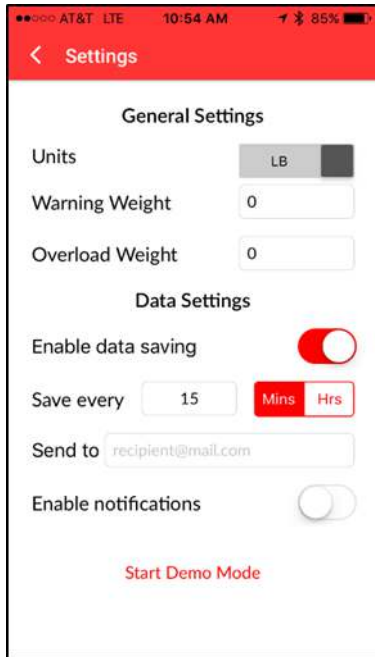 AT&T LTE 10:54 AM 85%
Settings
General Settings
Units LB
Warning Weight 0
Overload Weight 0
Data Settings
Enable data saving
Save every 15 Mins Hrs
Send to recipient@mail.com
Enable notifications
Start Demo Mode